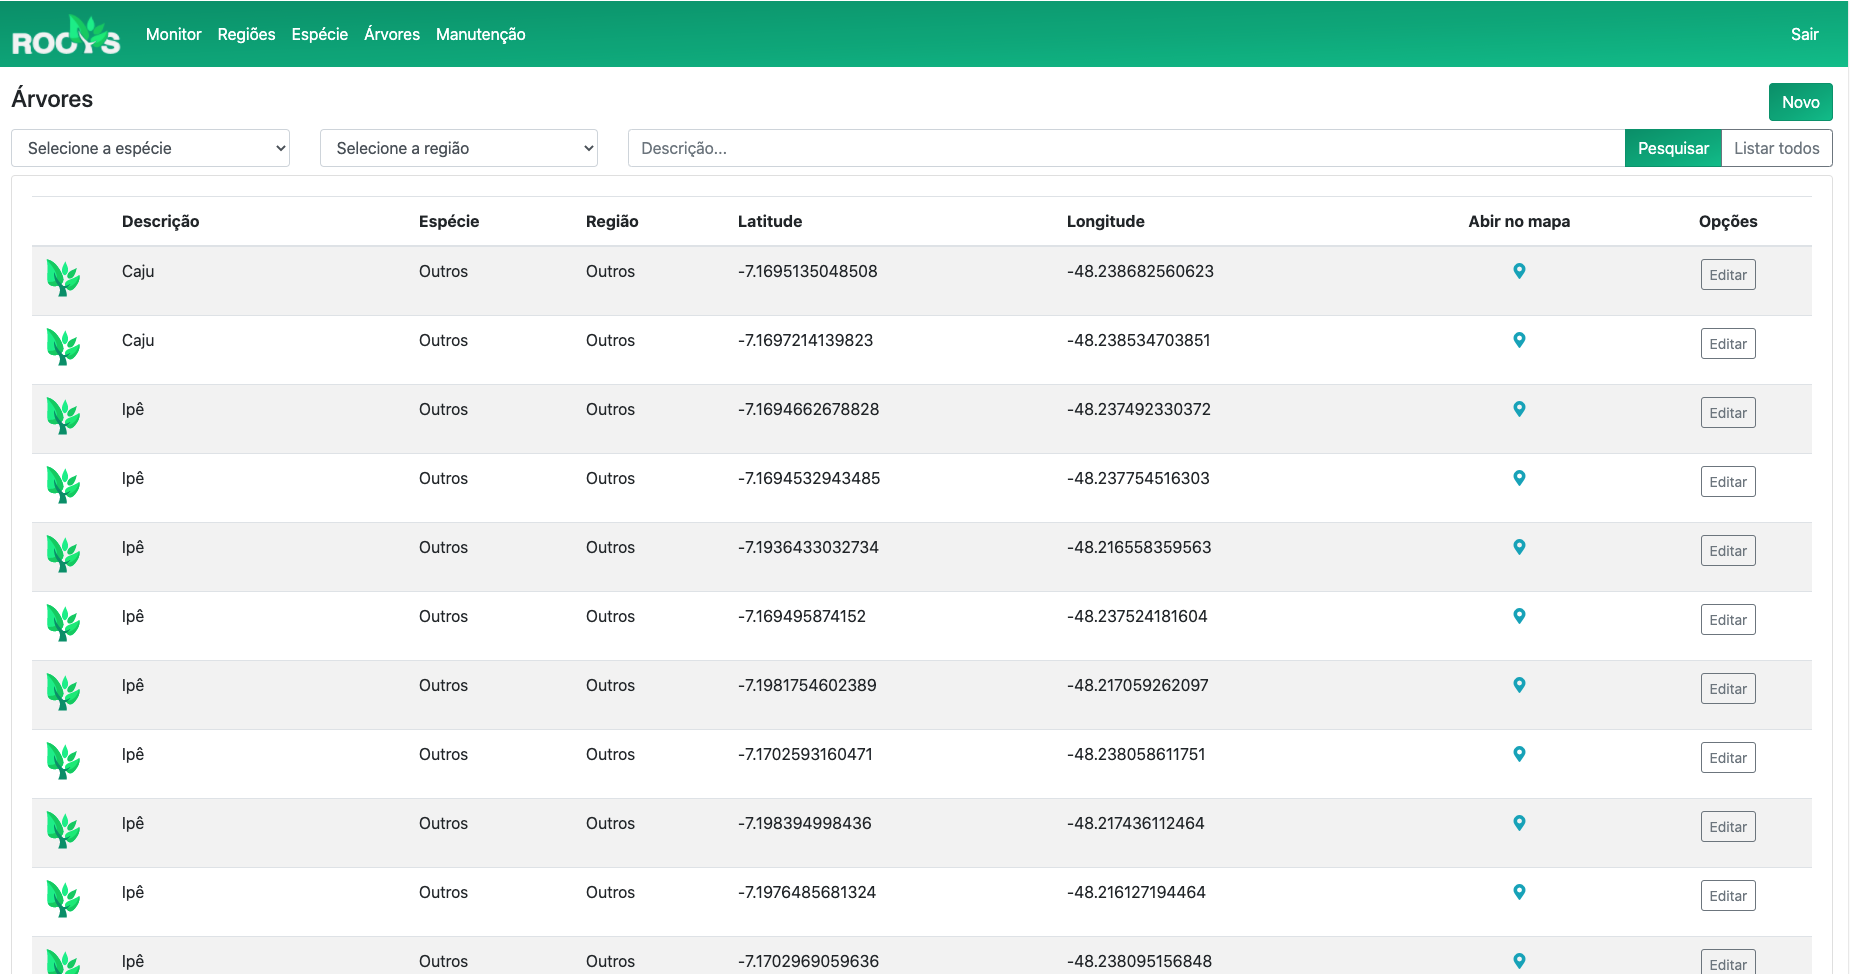 ROOTS Monitor Regiões Espécie Árvores Manutenção Sair
Árvores Novo
Selecione a espécie Selecione a região Descrição... Pesquisar Listar todos
Descrição Espécie Região Latitude Longitude Abir no mapa Opções
Caju Outros Outros -7.1695135048508 -48.238682560623 Editar
Caju Outros Outros -7.1697214139823 -48.238534703851 Editar
Ipê Outros Outros -7.1694662678828 -48.237492330372 Editar
Ipê Outros Outros -7.1694532943485 -48.237754516303 Editar
Ipê Outros Outros -7.1936433032734 -48.216558359563 Editar
Ipê Outros Outros -7.169495874152 -48.237524181604 Editar
Ipê Outros Outros -7.1981754602389 -48.217059262097 Editar
Ipê Outros Outros -7.1702593160471 -48.238058611751 Editar
Ipê Outros Outros -7.198394998436 -48.217436112464 Editar
Ipê Outros Outros -7.1976485681324 -48.216127194464 Editar
Ipê Outros Outros -7.1702969059636 -48.238095156848 Editar